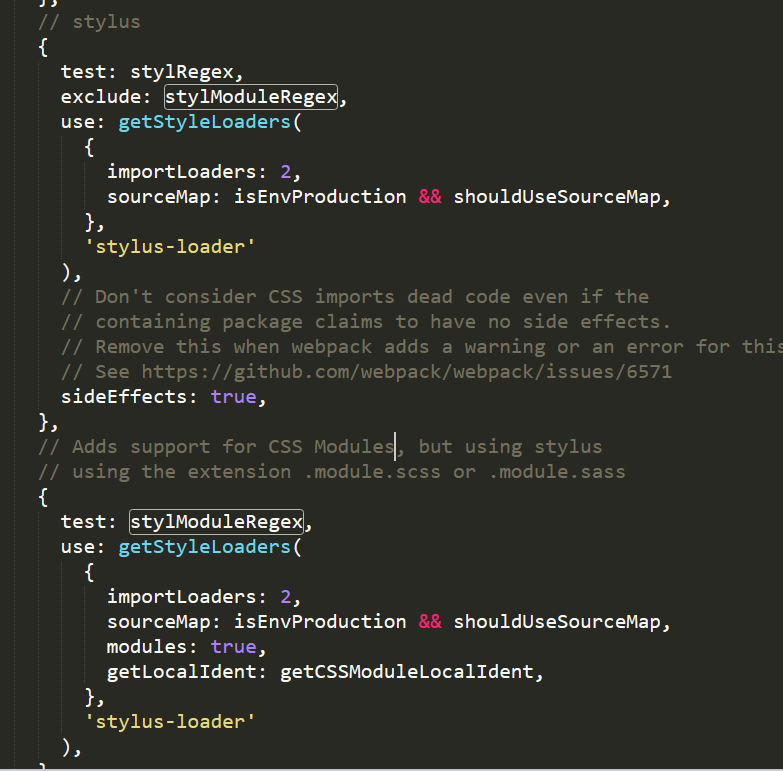 },
// stylus
{
test: stylRegex,
exclude: stylModuleRegex,
use: getStyleLoaders(
{
importLoaders: 2,
sourceMap: isEnvProduction && shouldUseSourceMap,
},
'stylus-loader'
),
// Don't consider CSS imports dead code even if the
// containing package claims to have no side effects.
// Remove this when webpack adds a warning or an error for this
// See https://github.com/webpack/webpack/issues/6571
sideEffects: true,
},
// Adds support for CSS Modules, but using stylus
// using the extension .module.scss or .module.sass
{
test: stylModuleRegex,
use: getStyleLoaders(
{
importLoaders: 2,
sourceMap: isEnvProduction && shouldUseSourceMap,
modules: true,
getLocalIdent: getCSSModuleLocalIdent,
},
'stylus-loader'
),